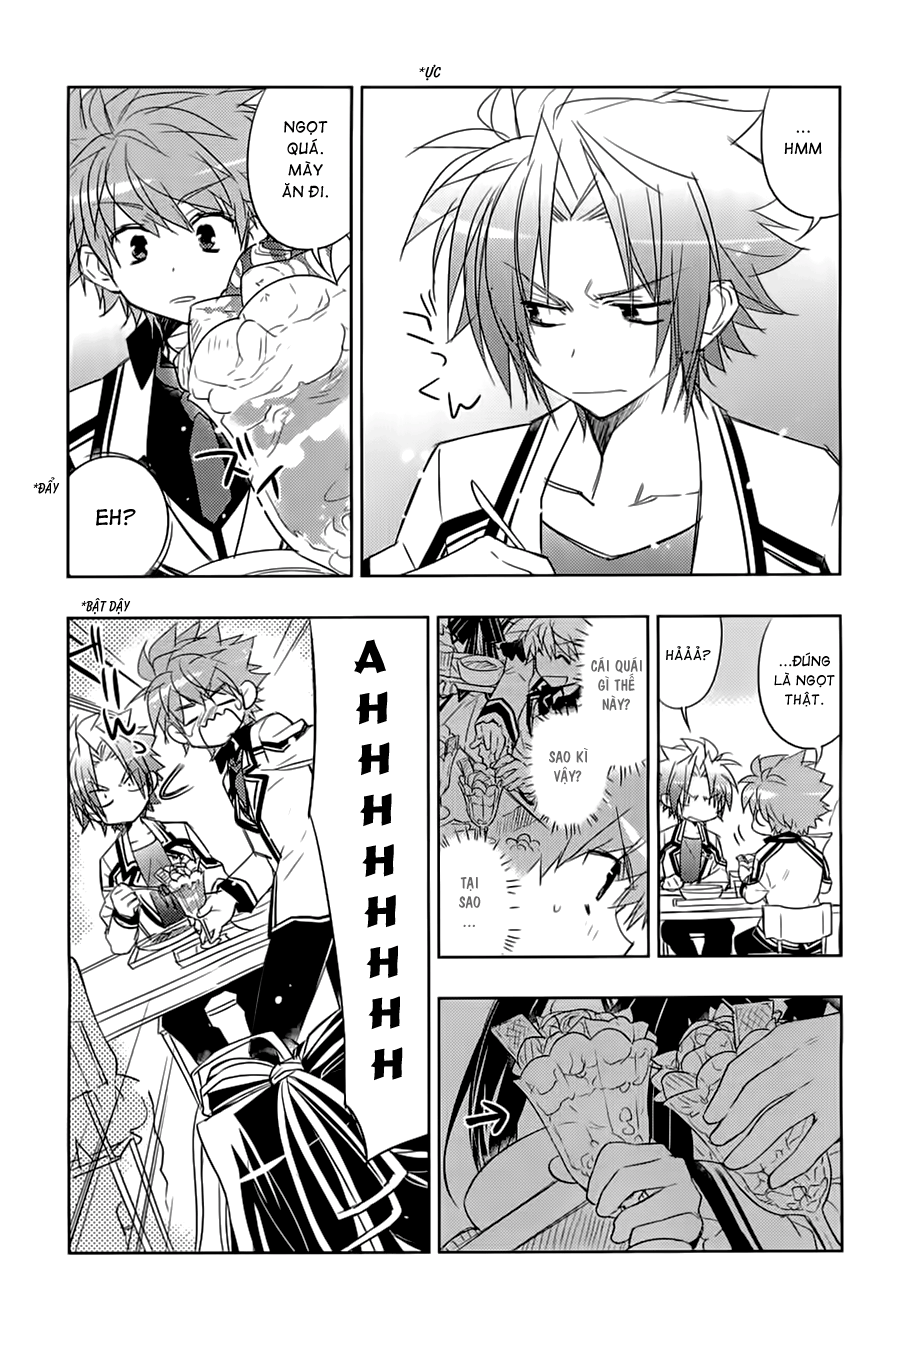 *ỰC
...
HMM
NGỌT
QUÁ.
MÀY
ĂN ĐI.
*ĐẨY
EH?
...ĐÚNG
LÀ NGỌT
THẬT.
HẢẢẢ?
CÁI QUÁI
GÌ THẾ
NÀY?
SAO KÌ
VẬY?
TẠI
SAO
...
*BẬT DẬY
AHHHHHHH